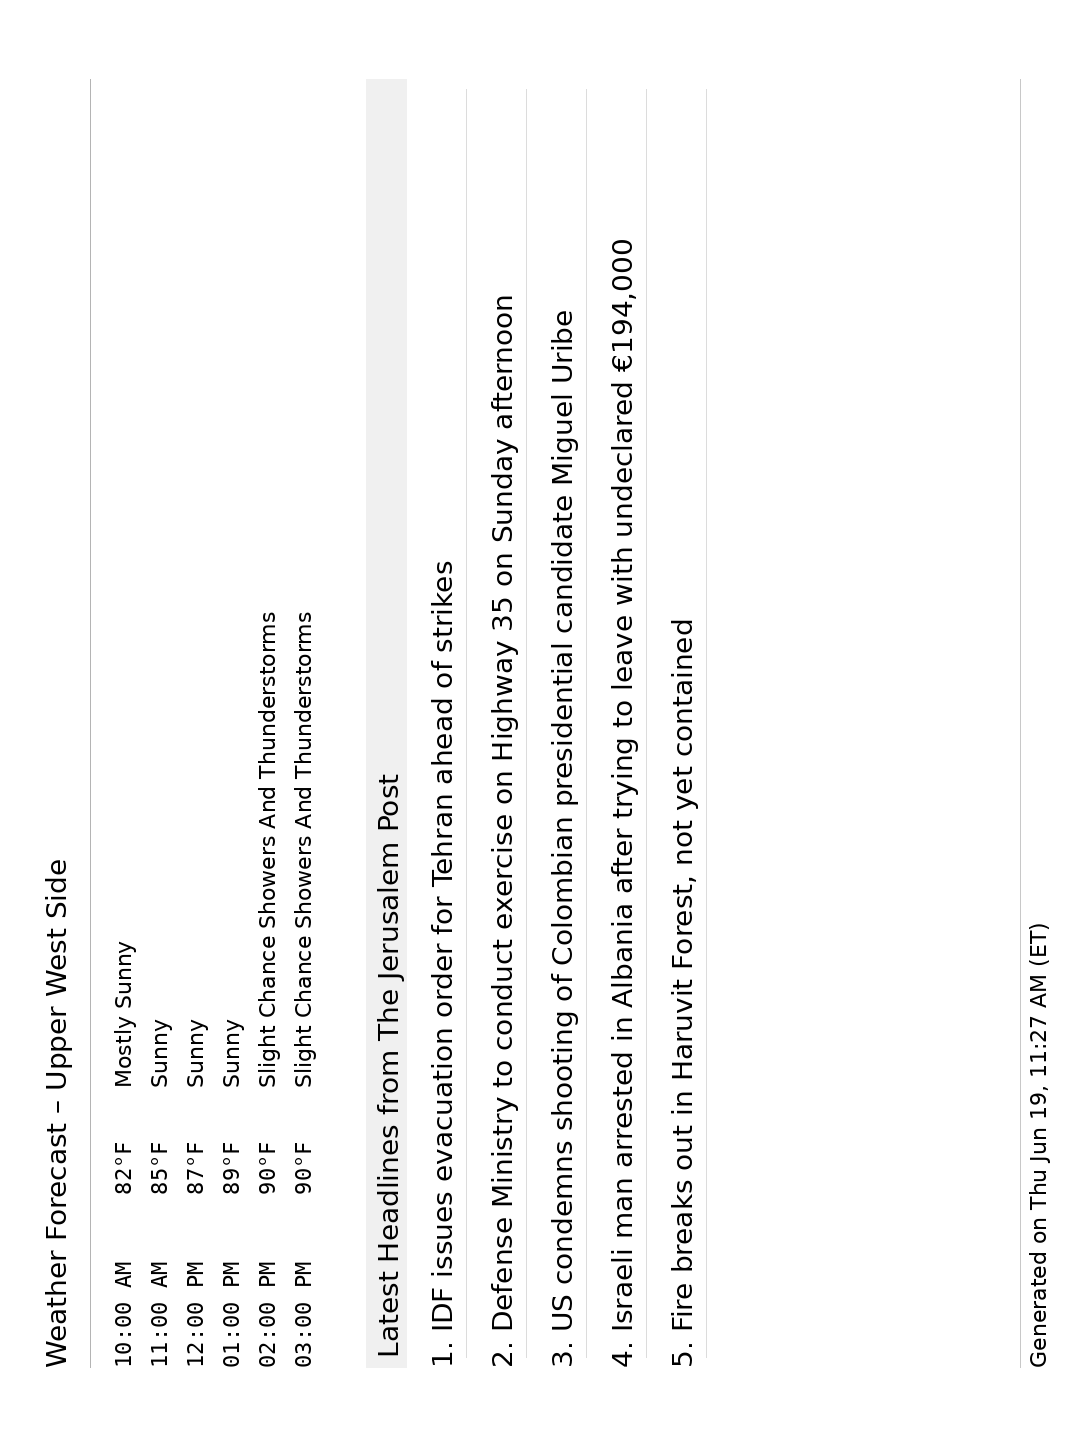 Weather Forecast – Upper West Side
10:00 AM 82°F Mostly Sunny
11:00 AM 85°F Sunny
12:00 PM 87°F Sunny
01:00 PM 89°F Sunny
02:00 PM 90°F Slight Chance Showers And Thunderstorms
03:00 PM 90°F Slight Chance Showers And Thunderstorms
Latest Headlines from The Jerusalem Post
1. IDF issues evacuation order for Tehran ahead of strikes
2. Defense Ministry to conduct exercise on Highway 35 on Sunday afternoon
3. US condemns shooting of Colombian presidential candidate Miguel Uribe
4. Israeli man arrested in Albania after trying to leave with undeclared €194,000
5. Fire breaks out in Haruvit Forest, not yet contained
Generated on Thu Jun 19, 11:27 AM (ET)